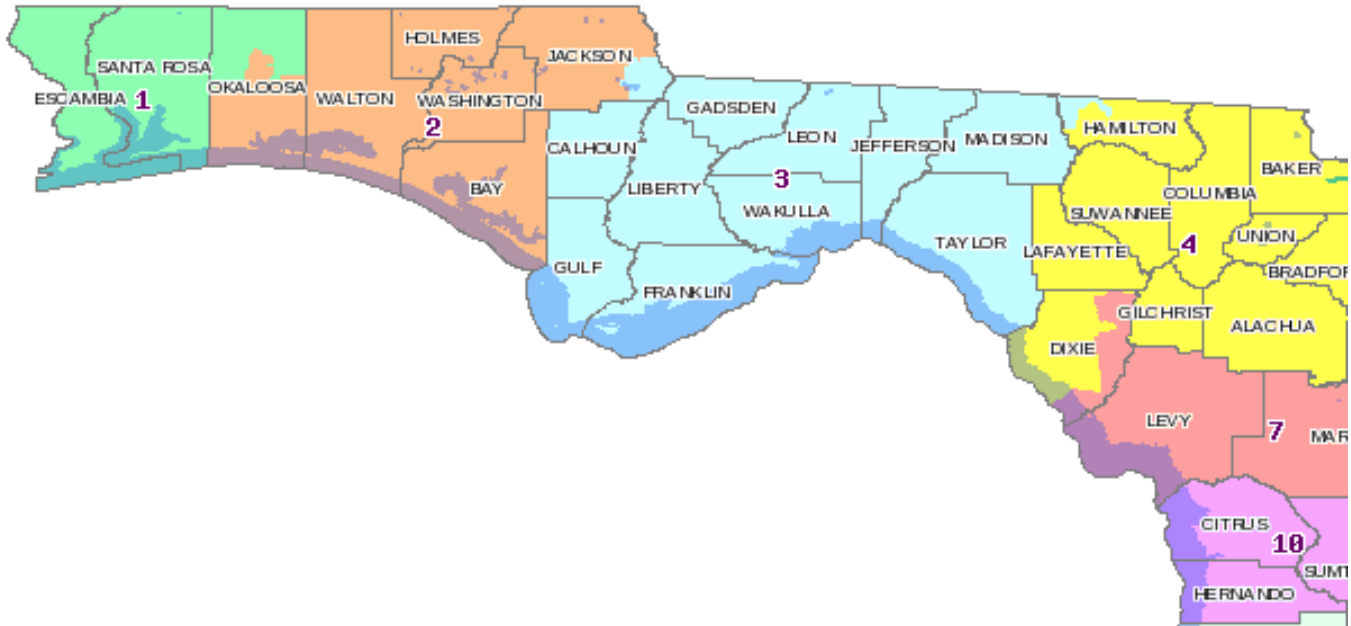 HOLMES
JACKSON
SANTA ROSA
OKALOOSA
ESCAMBIA
1
WALTON
WASHINGTON
2
GADSDEN
LEON
HAMILTON
CALHOUN
JEFFERSON
MADISON
BAKER
LIBERTY
3
BAY
COLUMBIA
WAKULLA
SUWANNEE
UNION
TAYLOR
4
LAFAYETTE
GULF
BRADFOR
FRANKLIN
GILCHRIST
ALACHUA
DIXIE
LEVY
7
MAR
CITRUS
10
SUMT
HERNANDO